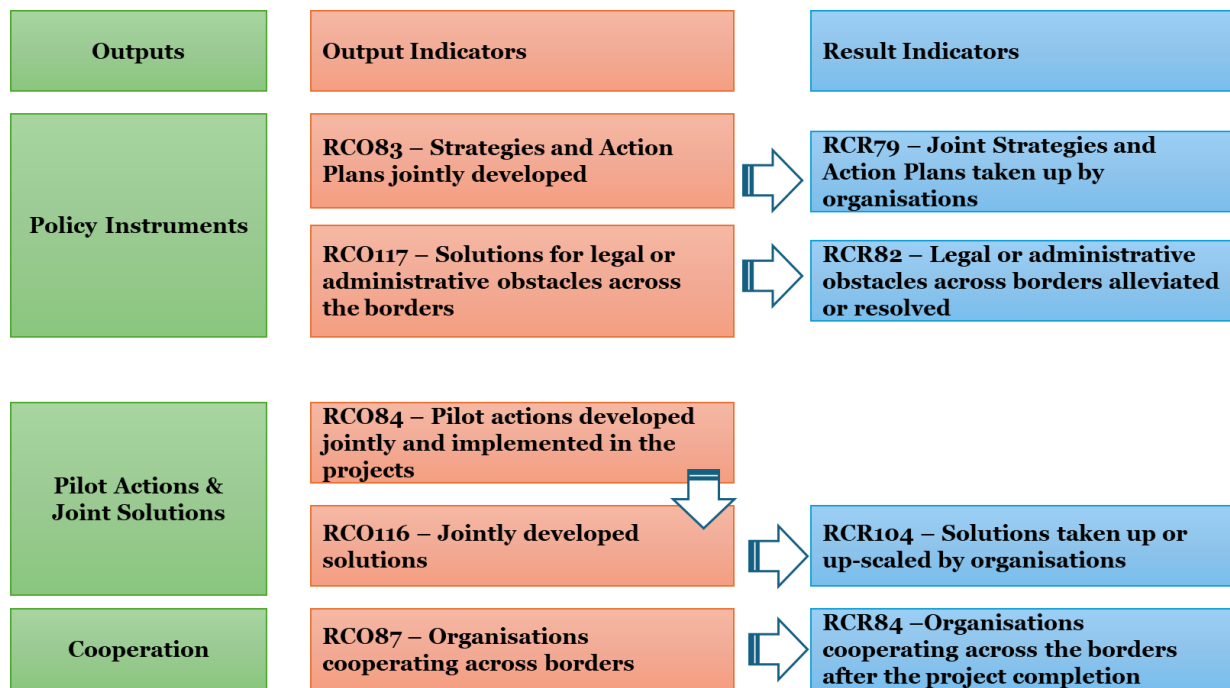 Outputs
Output Indicators
Result Indicators
Policy Instruments
RCO83 – Strategies and Action
Plans jointly developed
RCR79 – Joint Strategies and
Action Plans taken up by
organisations
RCO117 – Solutions for legal or
administrative obstacles across
the borders
RCR82 – Legal or administrative
obstacles across borders alleviated
or resolved
Pilot Actions &
Joint Solutions
RCO84 – Pilot actions developed
jointly and implemented in the
projects
RCO116 – Jointly developed
solutions
RCR104 – Solutions taken up or
up-scaled by organisations
Cooperation
RCO87 – Organisations
cooperating across borders
RCR84 –Organisations
cooperating across the borders
after the project completion